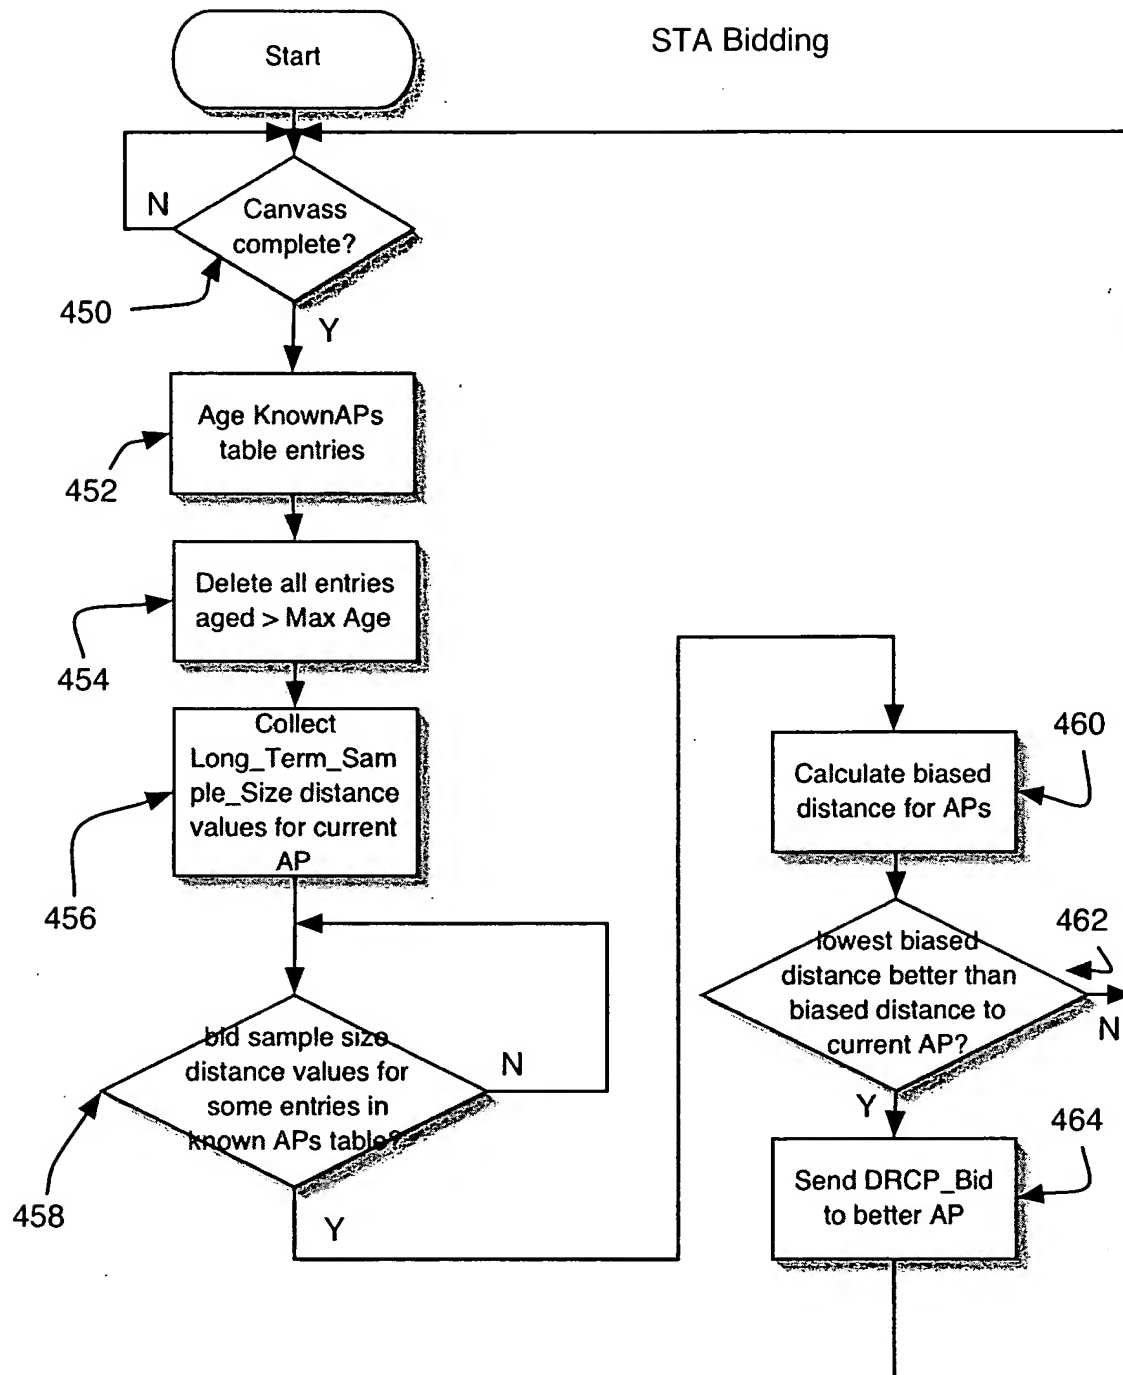 STA Bidding
Start
Canvass
complete?
N
450
Y
Age KnownAPs
table entries
452
Delete all entries
aged > Max Age
454
Collect
Long_Term_Sam
ple_Size distance
values for current
AP
456
bid sample size
distance values for
some entries in
known APs table?
N
458
Y
460
Calculate biased
distance for APs
462
lowest biased
distance better than
biased distance to
current AP?
N
Y
464
Send DRCP_Bid
to better AP